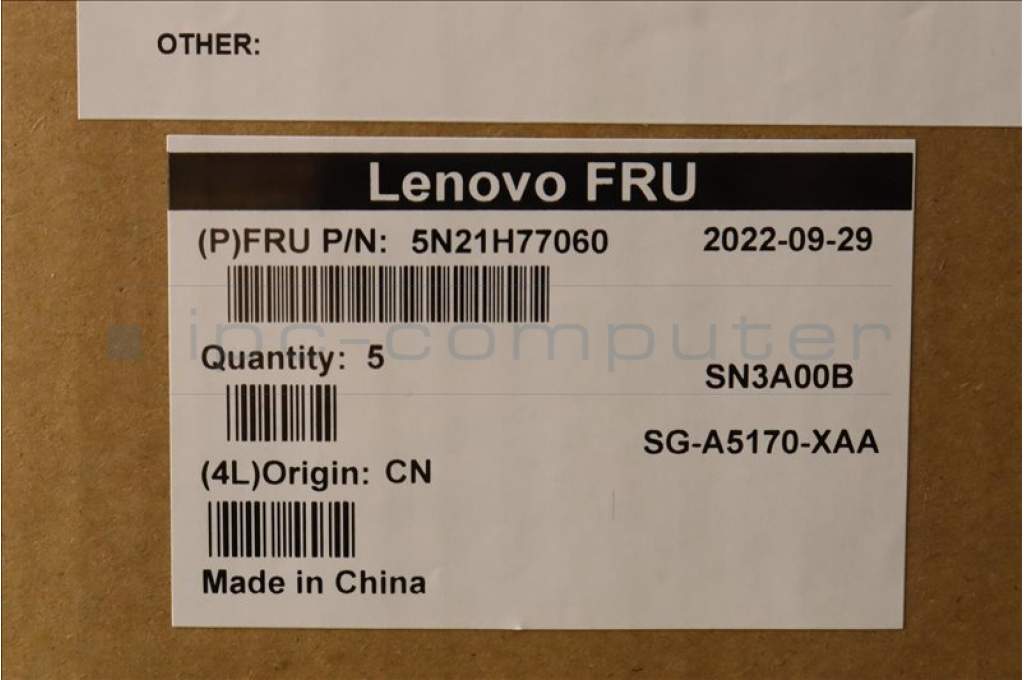 OTHER:
Lenovo FRU
(P)FRU P/N: 5N21H77060 2022-09-29
ipc-computer
Quantity: 5
SN3A00B
SG-A5170-XAA
(4L)Origin: CN
Made in China